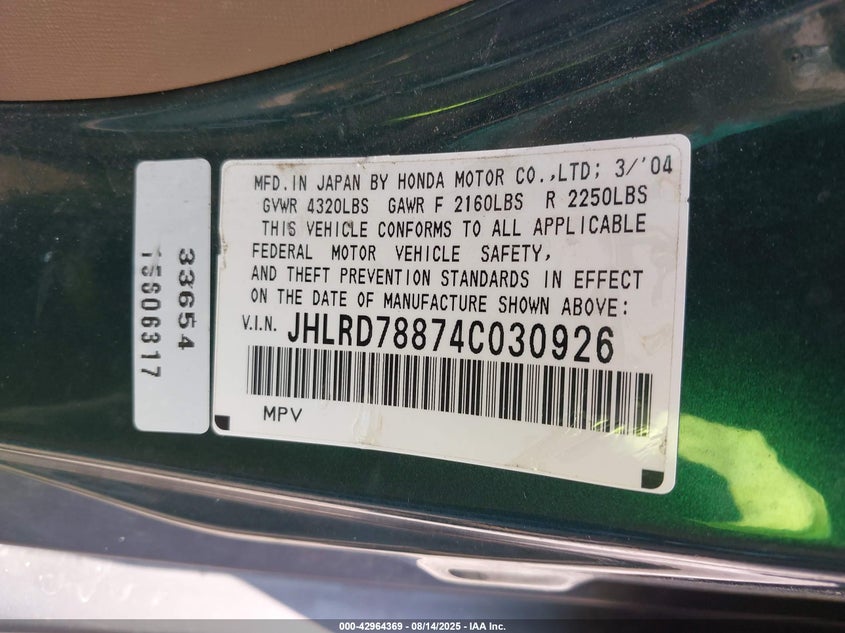 MFD. IN JAPAN BY HONDA MOTOR CO.,LTD; 3/'04
GVWR 4320LBS GAWR F 2160LBS R 2250LBS
THIS VEHICLE CONFORMS TO ALL APPLICABLE
FEDERAL MOTOR VEHICLE SAFETY,
AND THEFT PREVENTION STANDARDS IN EFFECT
ON THE DATE OF MANUFACTURE SHOWN ABOVE:
V.I.N. JHLRD78874C030926
MPV
33654
15606317
000-42964369 - 08/14/2025 - IAA Inc.